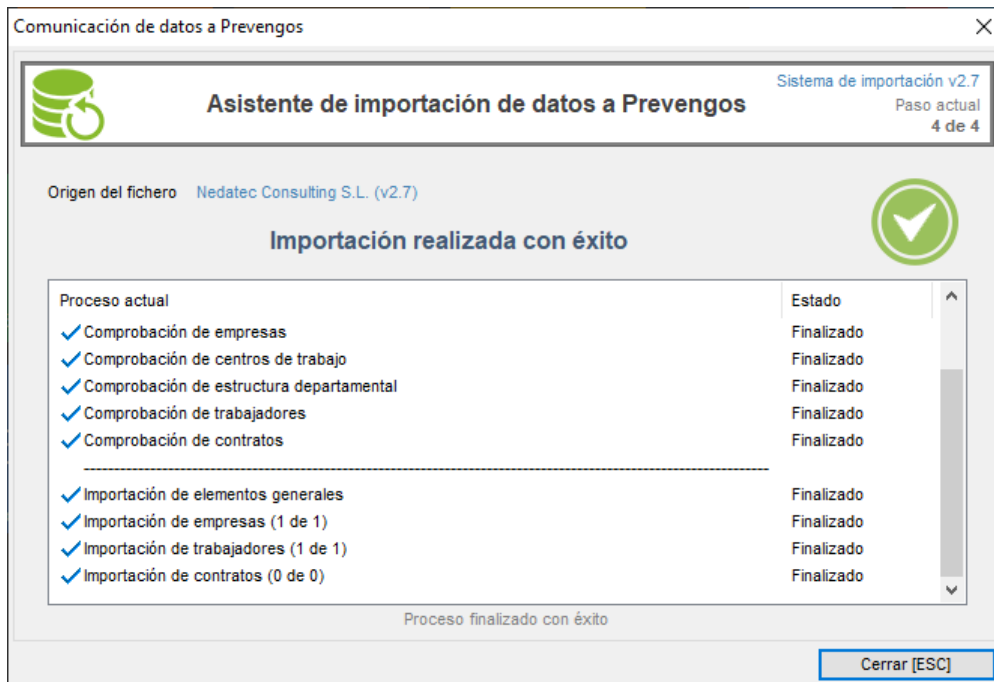 Comunicación de datos a Prevengos
Sistema de importación v2.7
Asistente de importación de datos a Prevengos
Paso actual
4 de 4
Origen del fichero Nedatec Consulting S.L. (v2.7)
Importación realizada con éxito
Proceso actual Estado
Comprobación de empresas Finalizado
Comprobación de centros de trabajo Finalizado
Comprobación de estructura departamental Finalizado
Comprobación de trabajadores Finalizado
Comprobación de contratos Finalizado
Importación de elementos generales Finalizado
Importación de empresas (1 de 1) Finalizado
Importación de trabajadores (1 de 1) Finalizado
Importación de contratos (0 de 0) Finalizado
Proceso finalizado con éxito
Cerrar [ESC]